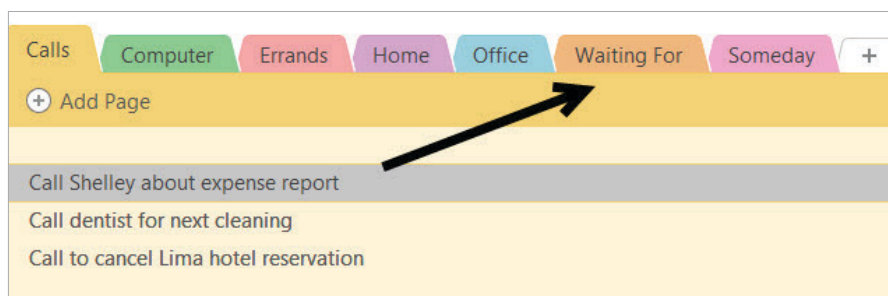 Calls Computer Errands Home Office Waiting For Someday +
+ Add Page
Call Shelley about expense report
Call dentist for next cleaning
Call to cancel Lima hotel reservation